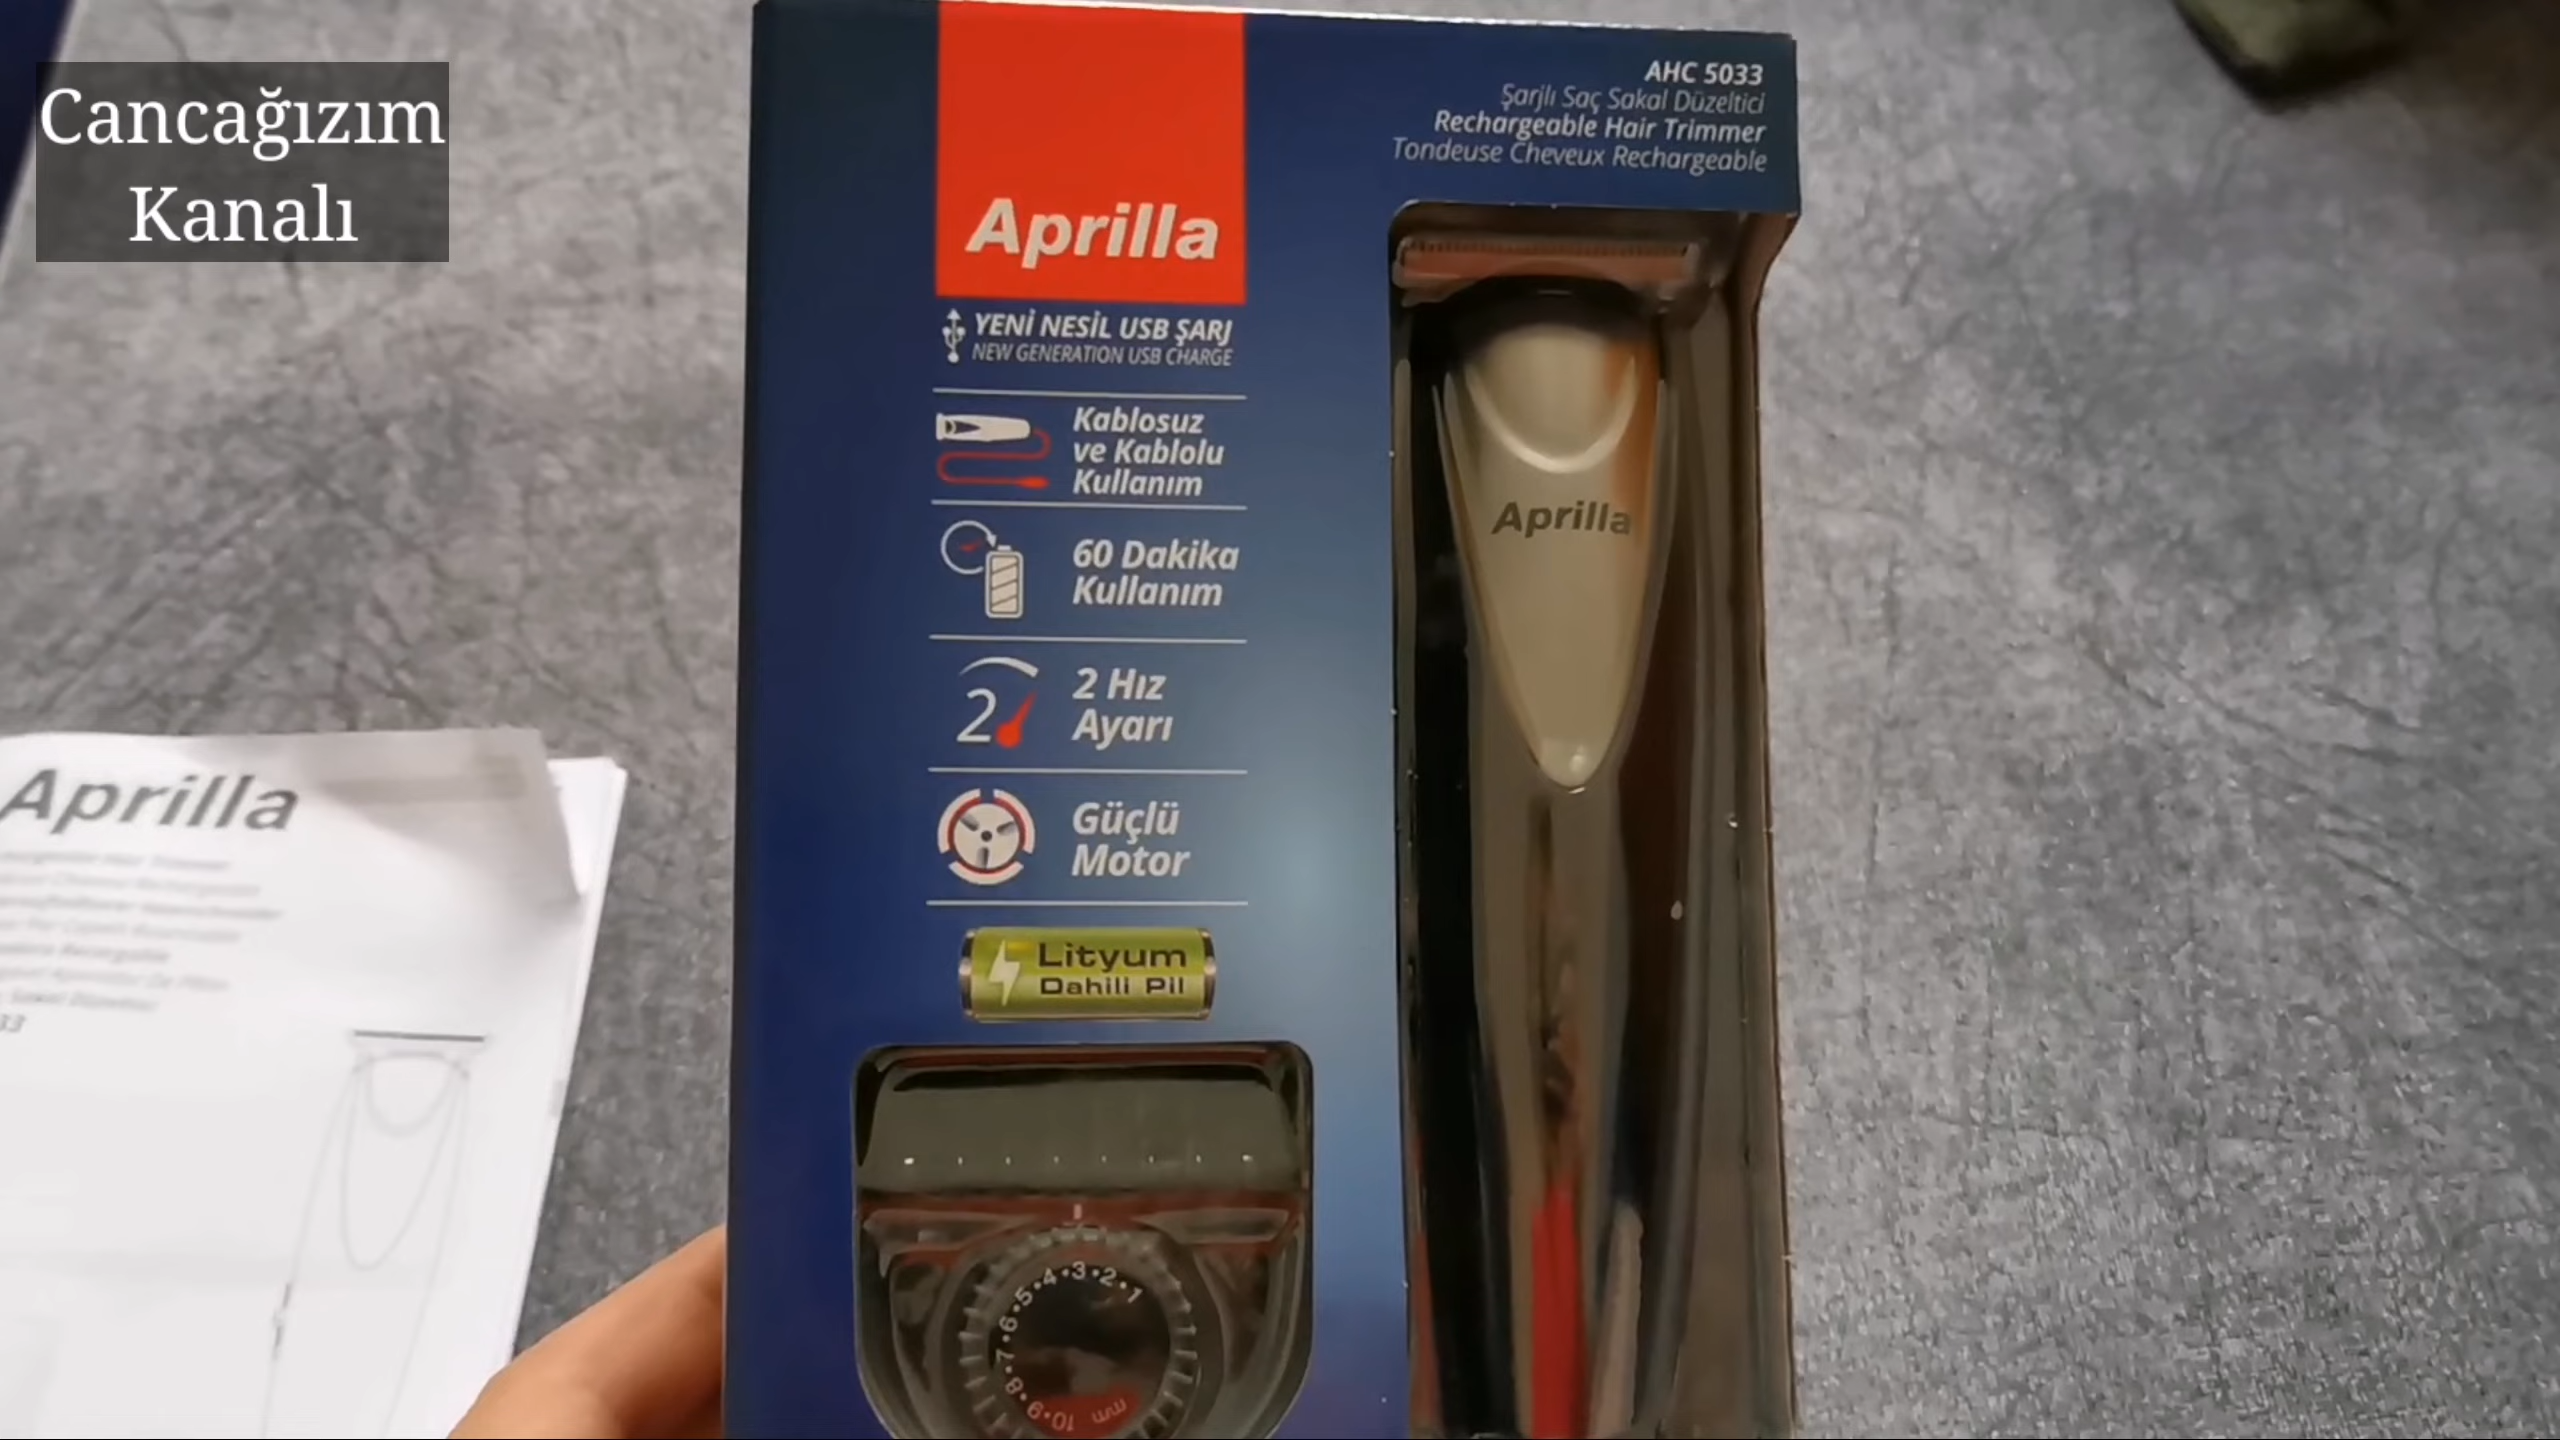 Cancağızım
Kanalı
Aprilla
YENİ NESİL USB ŞARJ
NEW GENERATION USB CHARGE
Kablosuz
ve Kablolu
Kullanım
60 Dakika
Kullanım
2
2 Hız
Ayarı
Güçlü
Motor
Lityum
Dahili Pil
AHC 5033
Şarjlı Saç Sakal Düzeltici
Rechargeable Hair Trimmer
Tondeuse Cheveux Rechargeable
Aprilla
10•9•8•7•6•5•4•3•2•1
mm
Aprilla
33